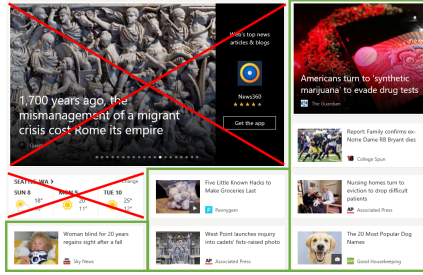 Web's top news
articles & blogs
News360
Get the app
1,700 years ago, the
mismanagement of a migrant
crisis cost Rome its empire
Americans turn to 'synthetic
marijuana' to evade drug tests
The Guardian
Report: Family confirms ex-
Notre Dame RB Bryant dies
College Spun
SEATTLE, WA >
SUN 8
TUE 10
18°
20°
25°
11°
12°
Five Little Known Hacks to
Make Groceries Last
Pennygem
Nursing homes turn to
eviction to drop difficult
patients
Associated Press
Woman blind for 20 years
regains sight after a fall
Sky News
West Point launches inquiry
into cadets' fists-raised photo
Associated Press
The 20 Most Popular Dog
Names
Good Housekeeping